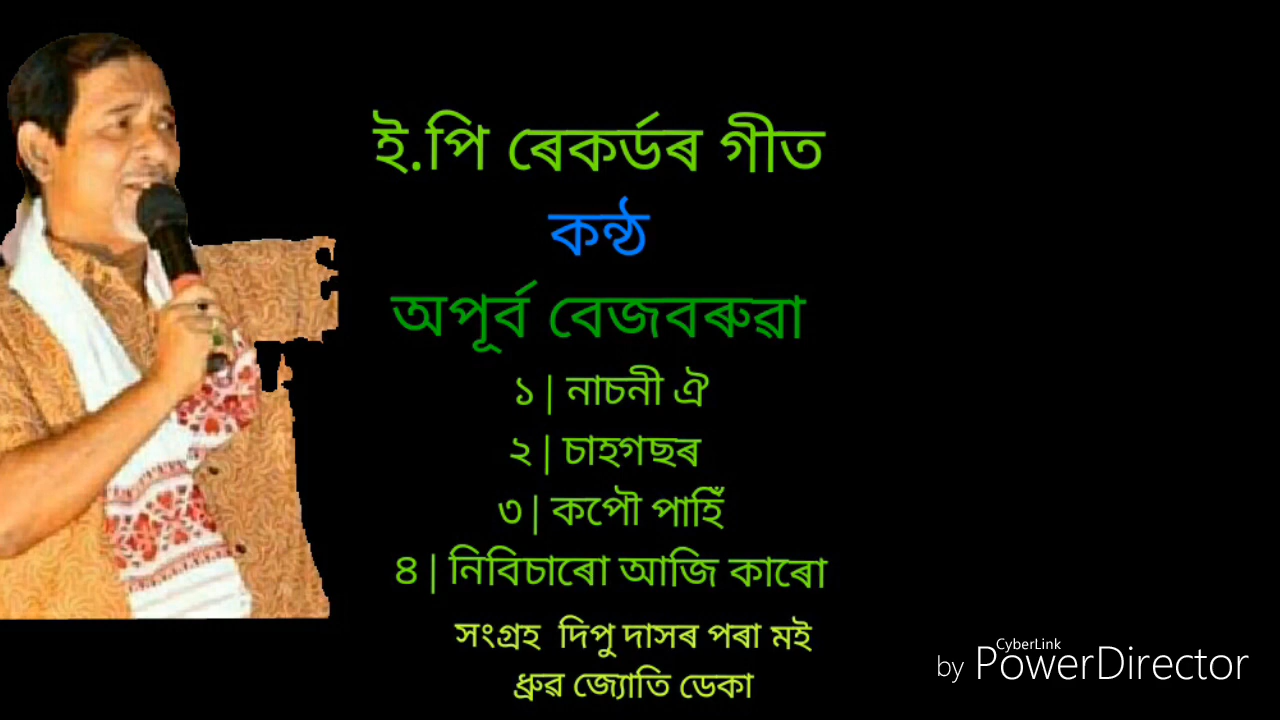 ই.পি ৰেকৰ্ডৰ গীত
কন্ঠ
অপূৰ্ব বেজবৰুৱা
১ | নাচনী ঐ
২ | চাহগছৰ
৩ | কপৌ পাহিঁ
৪ | নিবিচাৰো আজি কাৰো
সংগ্ৰহ দিপু দাসৰ পৰা মই
ধ্ৰুৱ জ্যোতি ডেকা
CyberLink
by PowerDirector